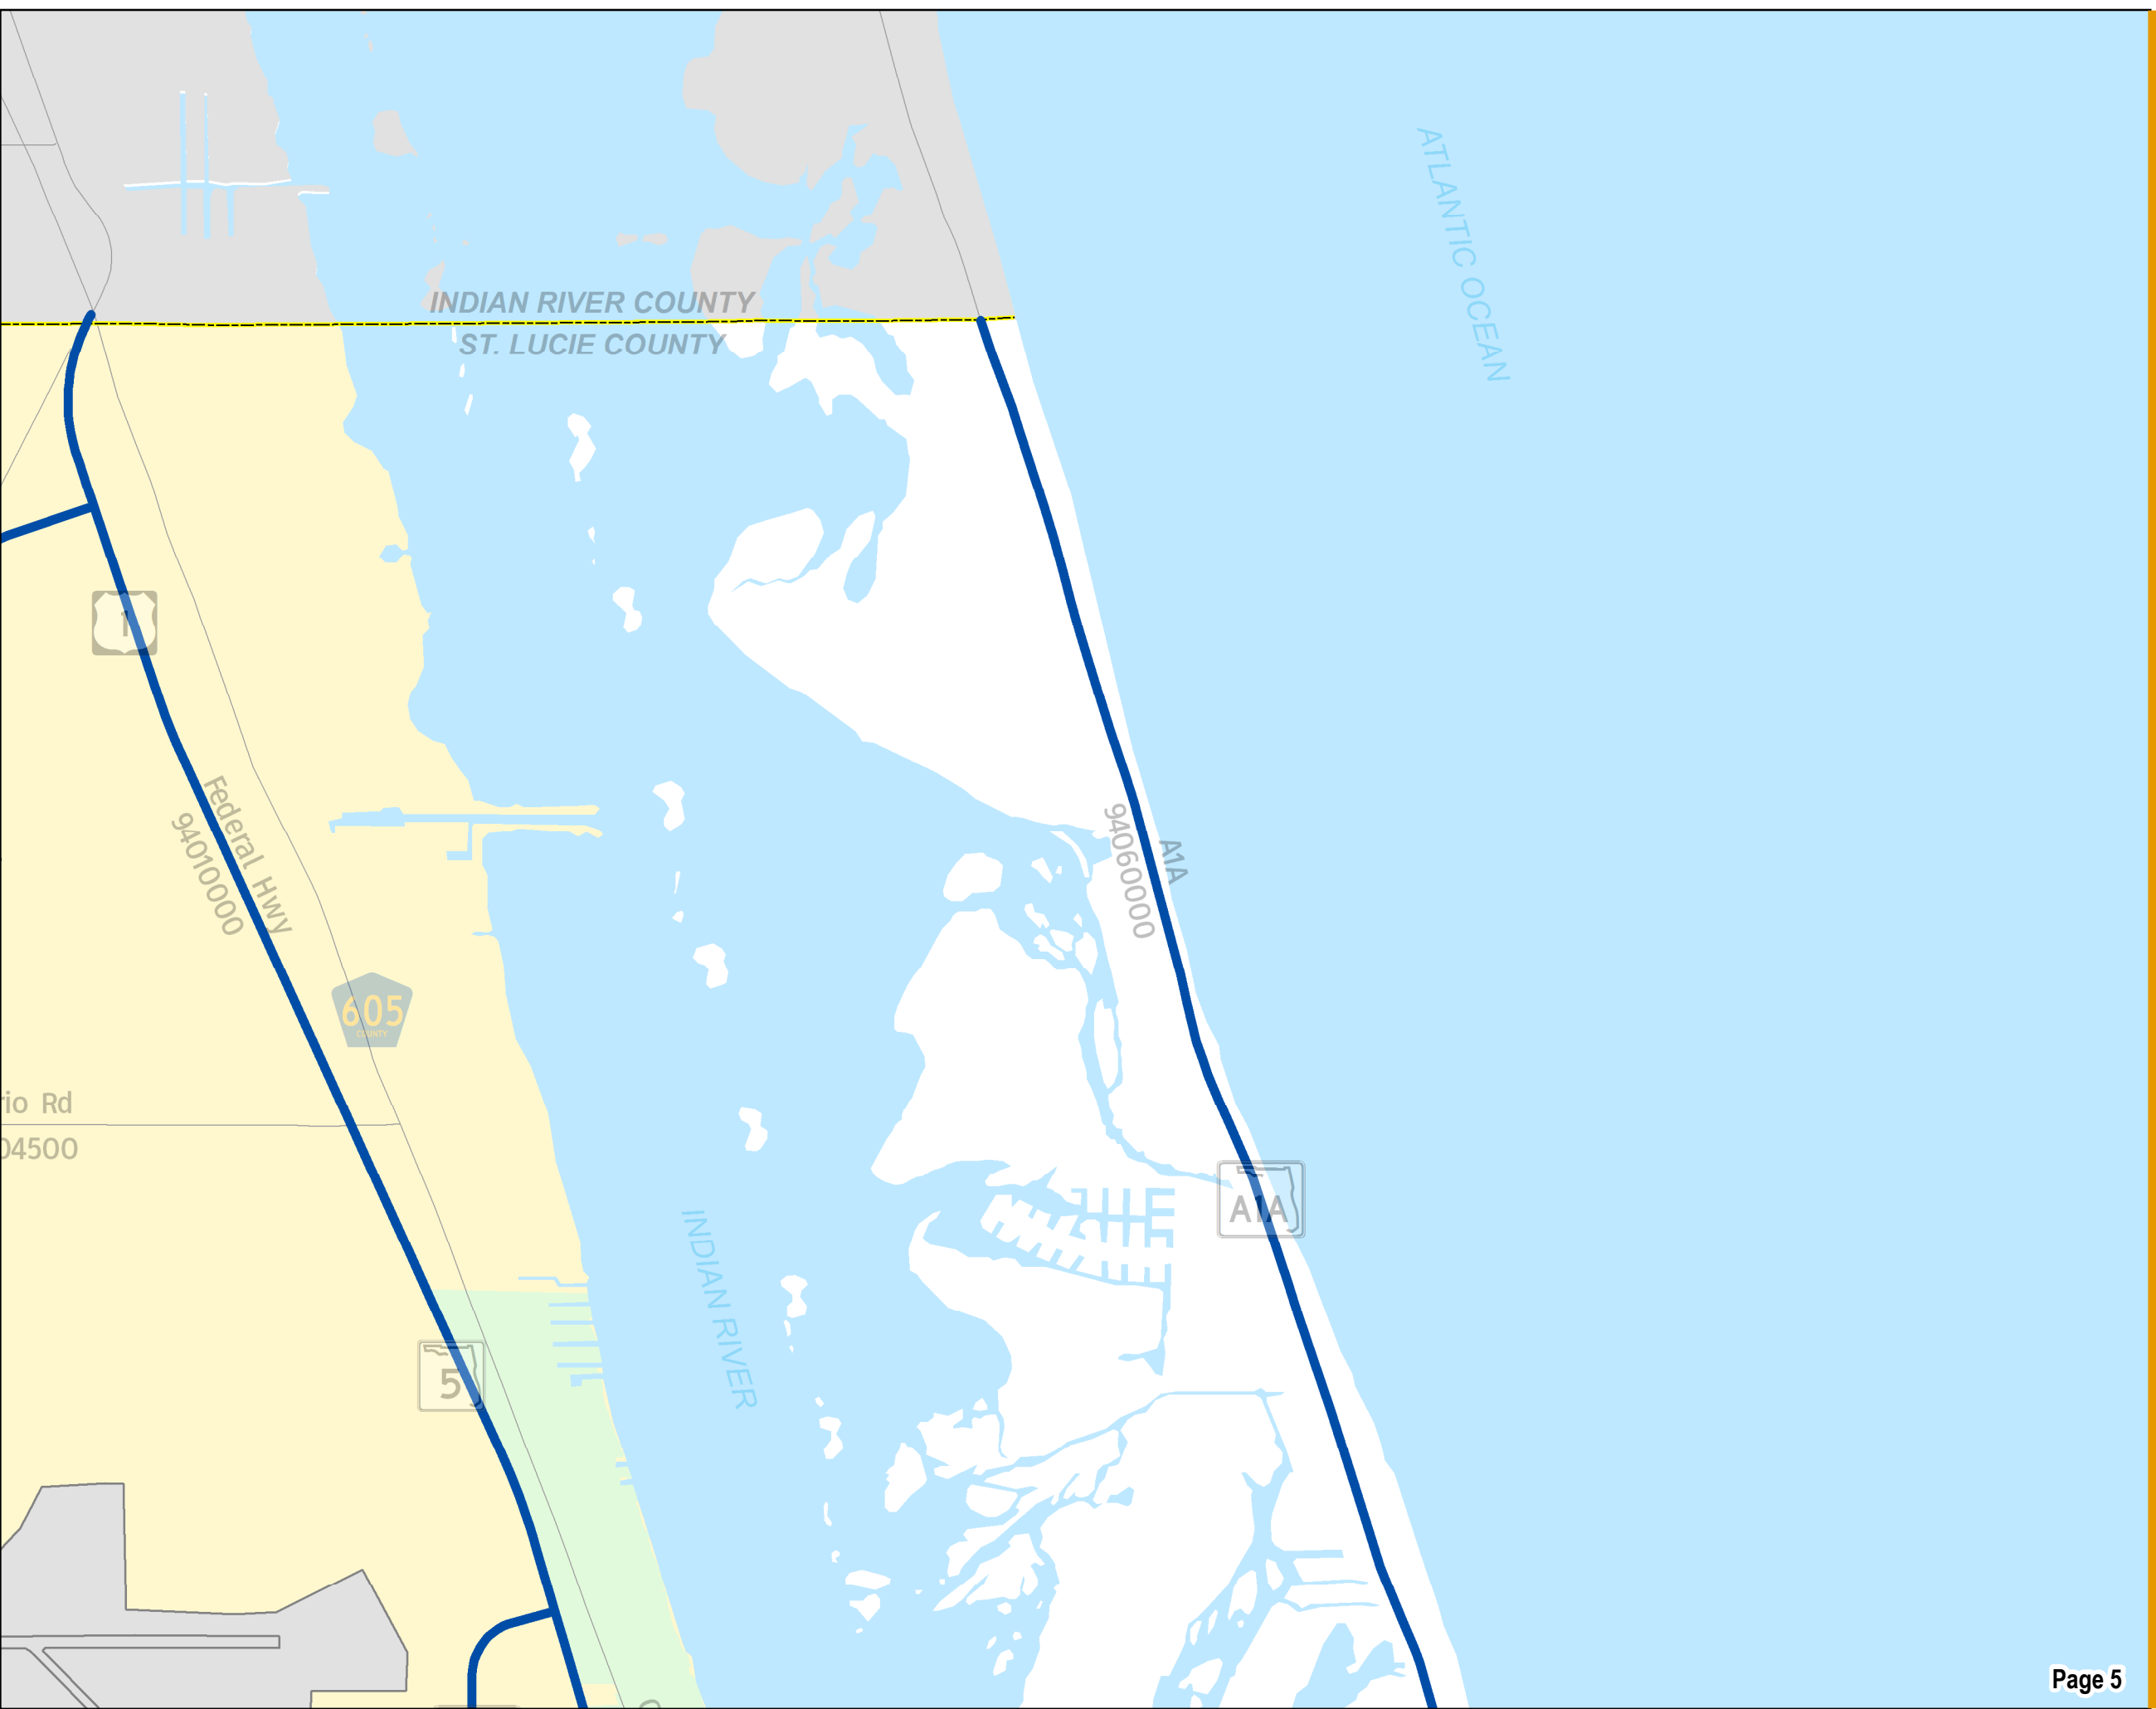 ATLANTIC OCEAN
INDIAN RIVER COUNTY
ST. LUCIE COUNTY
1
Federal Hwy
94010000
A1A
94060000
605
COUNTY
rio Rd
04500
A1A
INDIAN RIVER
5
Page 5